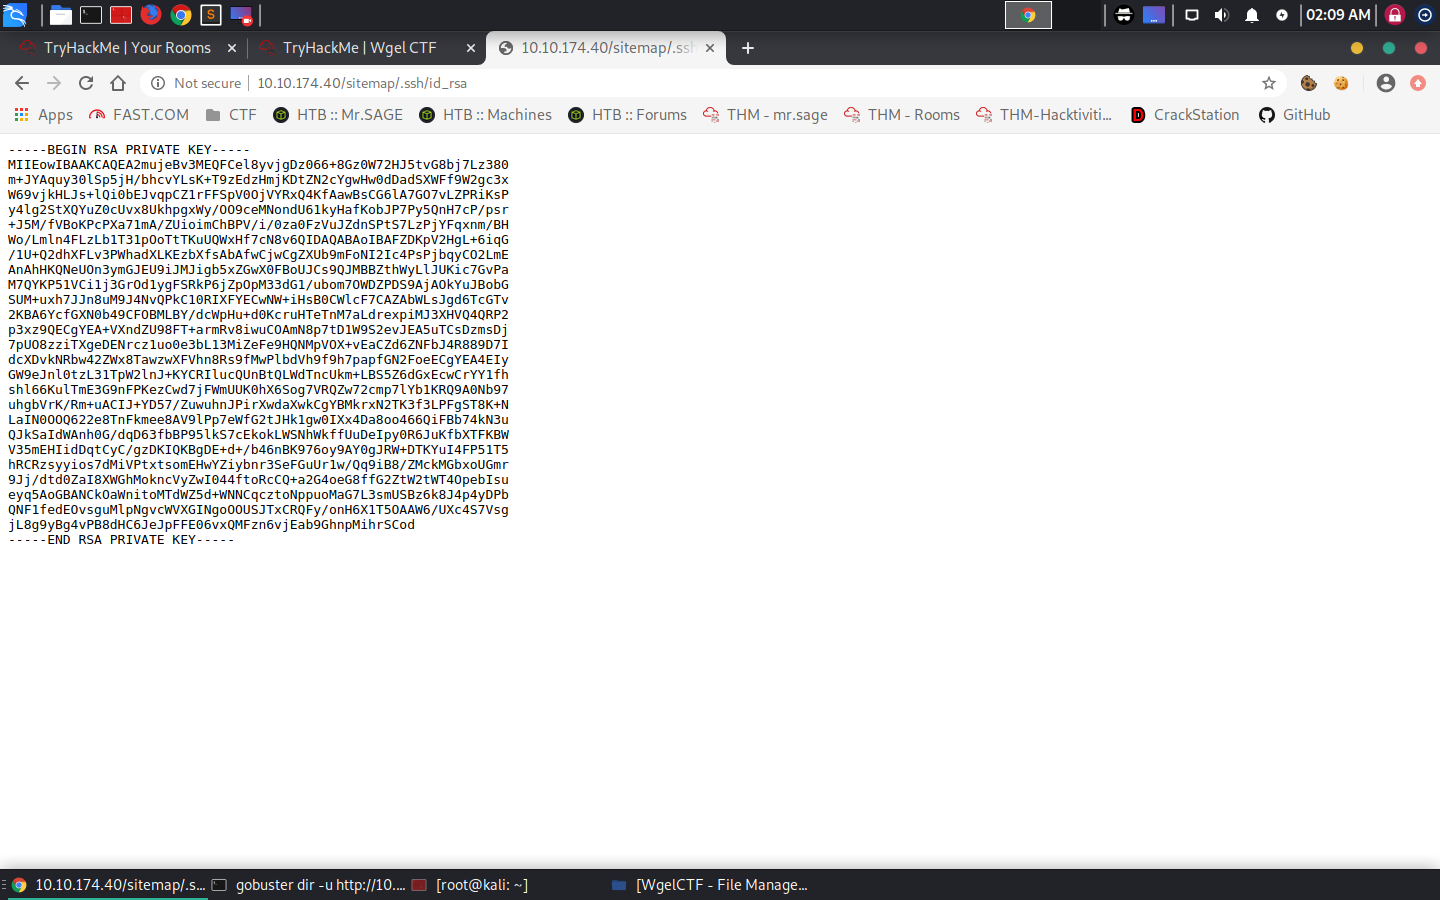 02:09 AM
TryHackMe | Your Rooms
TryHackMe | Wgel CTF
10.10.174.40/sitemap/.ssh
Not secure | 10.10.174.40/sitemap/.ssh/id_rsa
Apps FAST.COM CTF HTB :: Mr.SAGE HTB :: Machines HTB :: Forums THM - mr.sage THM - Rooms THM-Hacktiviti... CrackStation GitHub
-----BEGIN RSA PRIVATE KEY-----
MIIEowIBAAKCAQEA2mujeBv3MEQFCel8yvjgDz066+8Gz0W72HJ5tvG8bj7Lz380
m+JYAquy30lSp5jH/bhcvYLsK+T9zEdzHmjKDtZN2cYgwHw0dDadSXWFf9W2gc3x
W69vjkHLJs+lQi0bEJvqpCZ1rFFSpV0OjVYRxQ4KfAawBsCG6lA7GO7vLZPRiKsP
y4lg2StXQYuZ0cUvx8UkhpgxWy/OO9ceMNondU61kyHafKobJP7Py5QnH7cP/psr
+J5M/fVBoKPcPXa71mA/ZUioimChBPV/i/0za0FzVuJZdnSPtS7LzPjYFqxnm/BH
Wo/Lmln4FLzLb1T31pOoTtTKuUQWxHf7cN8v6QIDAQABAoIBAFZDKpV2HgL+6iqG
/1U+Q2dhXFLv3PWhadXLKEzbXfsAbAfwCjwCgZXUb9mFoNI2Ic4PsPjbqyCO2LmE
AnAhHKQNeUOn3ymGJEU9iJMJigb5xZGwX0FBoUJCs9QJMBBZthWyLlJUKic7GvPa
M7QYKP51VCi1j3GrOd1ygFSRkP6jZpOpM33dG1/ubom7OWDZPDS9AjAOkYuJBobG
SUM+uxh7JJn8uM9J4NvQPkC10RIXFYECwNW+iHsB0CWlcF7CAZAbWLsJgd6TcGTv
2KBA6YcfGXN0b49CFOBMLBY/dcWpHu+d0KcruHTeTnM7aLdrexpiMJ3XHVQ4QRP2
p3xz9QECgYEA+VXndZU98FT+armRv8iwuCOAmN8p7tD1W9S2evJEA5uTCsDzmsDj
7pUO8zziTXgeDENrcz1uo0e3bL13MiZeFe9HQNMpVOX+vEaCZd6ZNFbJ4R889D7I
dcXDvkNRbw42ZWx8TawzwXFVhn8Rs9fMwPlbdVh9f9h7papfGN2FoeECgYEA4EIy
GW9eJnl0tzL31TpW2lnJ+KYCRIlucQUnBtQLWdTncUkm+LBS5Z6dGxEcwCrYY1fh
shl66KulTmE3G9nFPKezCwd7jFWmUUK0hX6Sog7VRQZw72cmp7lYb1KRQ9A0Nb97
uhgbVrK/Rm+uACIJ+YD57/ZuwuhnJPirXwdaXwkCgYBMkrxN2TK3f3LPFgST8K+N
LaIN0OOQ622e8TnFkmee8AV9lPp7eWfG2tJHk1gw0IXx4Da8oo466QiFBb74kN3u
QJkSaIdWAnh0G/dqD63fbBP95lkS7cEkokLWSNhWkffUuDeIpy0R6JuKfbXTFKBW
V35mEHIidDqtCyC/gzDKIQKBgDE+d+/b46nBK976oy9AY0gJRW+DTKYuI4FP51T5
hRCRzsyyios7dMiVPtxtsomEHwYZiybnr3SeFGuUr1w/Qq9iB8/ZMckMGbxoUGmr
9Jj/dtd0ZaI8XWGhMokncVyZwI044ftoRcCQ+a2G4oeG8ffG2ZtW2tWT4OpebIsu
eyq5AoGBANCkOaWnitoMTdWZ5d+WNNCqcztoNppuoMaG7L3smUSBz6k8J4p4yDPb
QNF1fedEOvsguMlpNgvcWVXGINgoOOUSJTxCRQFy/onH6X1T5OAAW6/UXc4S7Vsg
jL8g9yBg4vPB8dHC6JeJpFFE06vxQMFzn6vjEab9GhnpMihrSCod
-----END RSA PRIVATE KEY-----
10.10.174.40/sitemap/.s... gobuster dir -u http://10.... [root@kali: ~] [WgelCTF - File Manage...